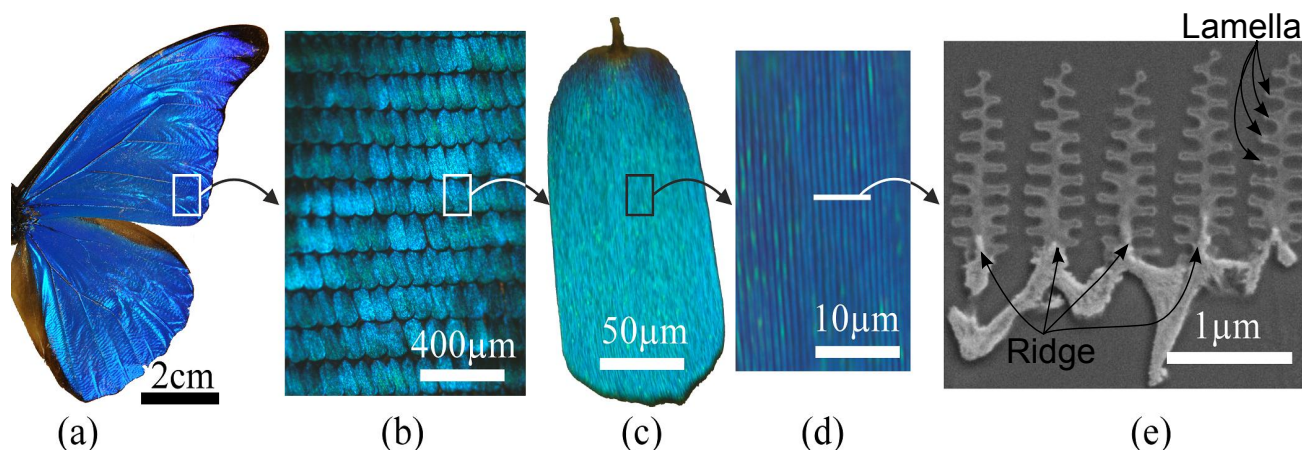 Lamella
2cm
400µm
50µm
10µm
1µm
Ridge
(a)
(b)
(c)
(d)
(e)